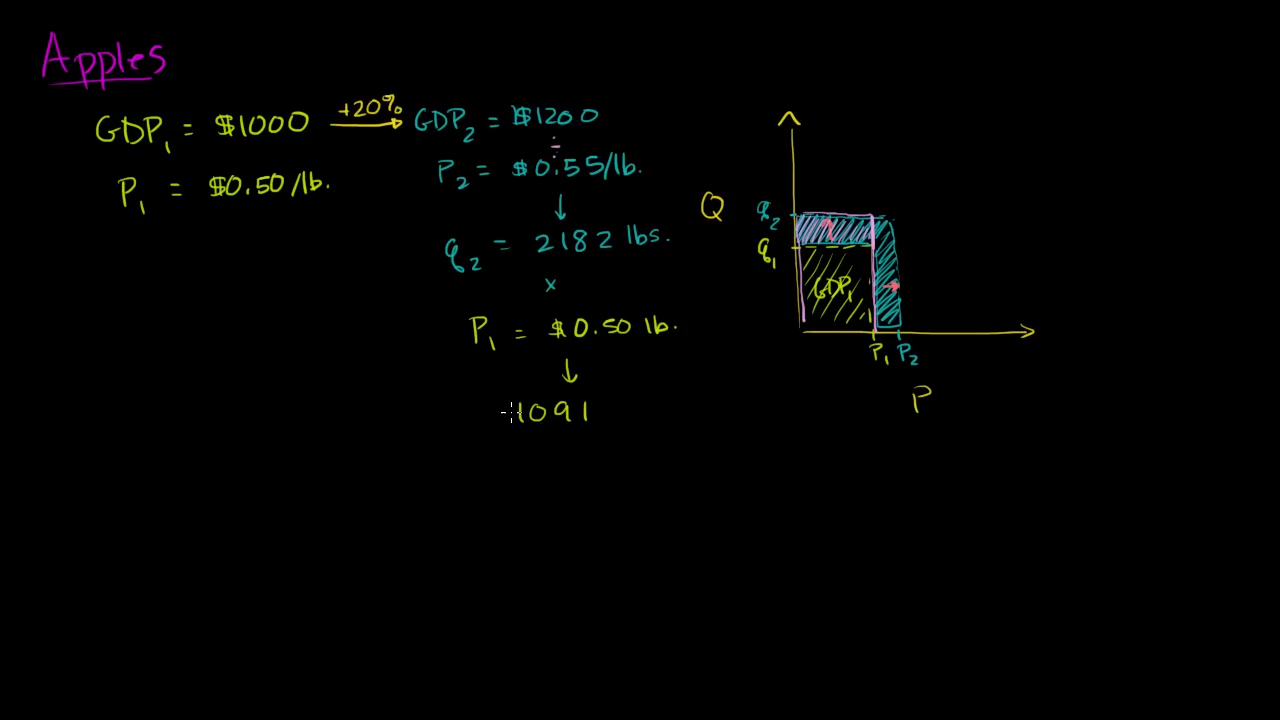 Apples
GDP₁ = $1000 +20% → GDP₂ = $1200
÷
P₁ = $0.50/lb. P₂ = $0.55/lb.
↓
q₂ = 2182 lbs.
x
P₁ = $0.50 lb.
↓
1091
Q
q₂
q₁
GDP₁
P₁ P₂
P